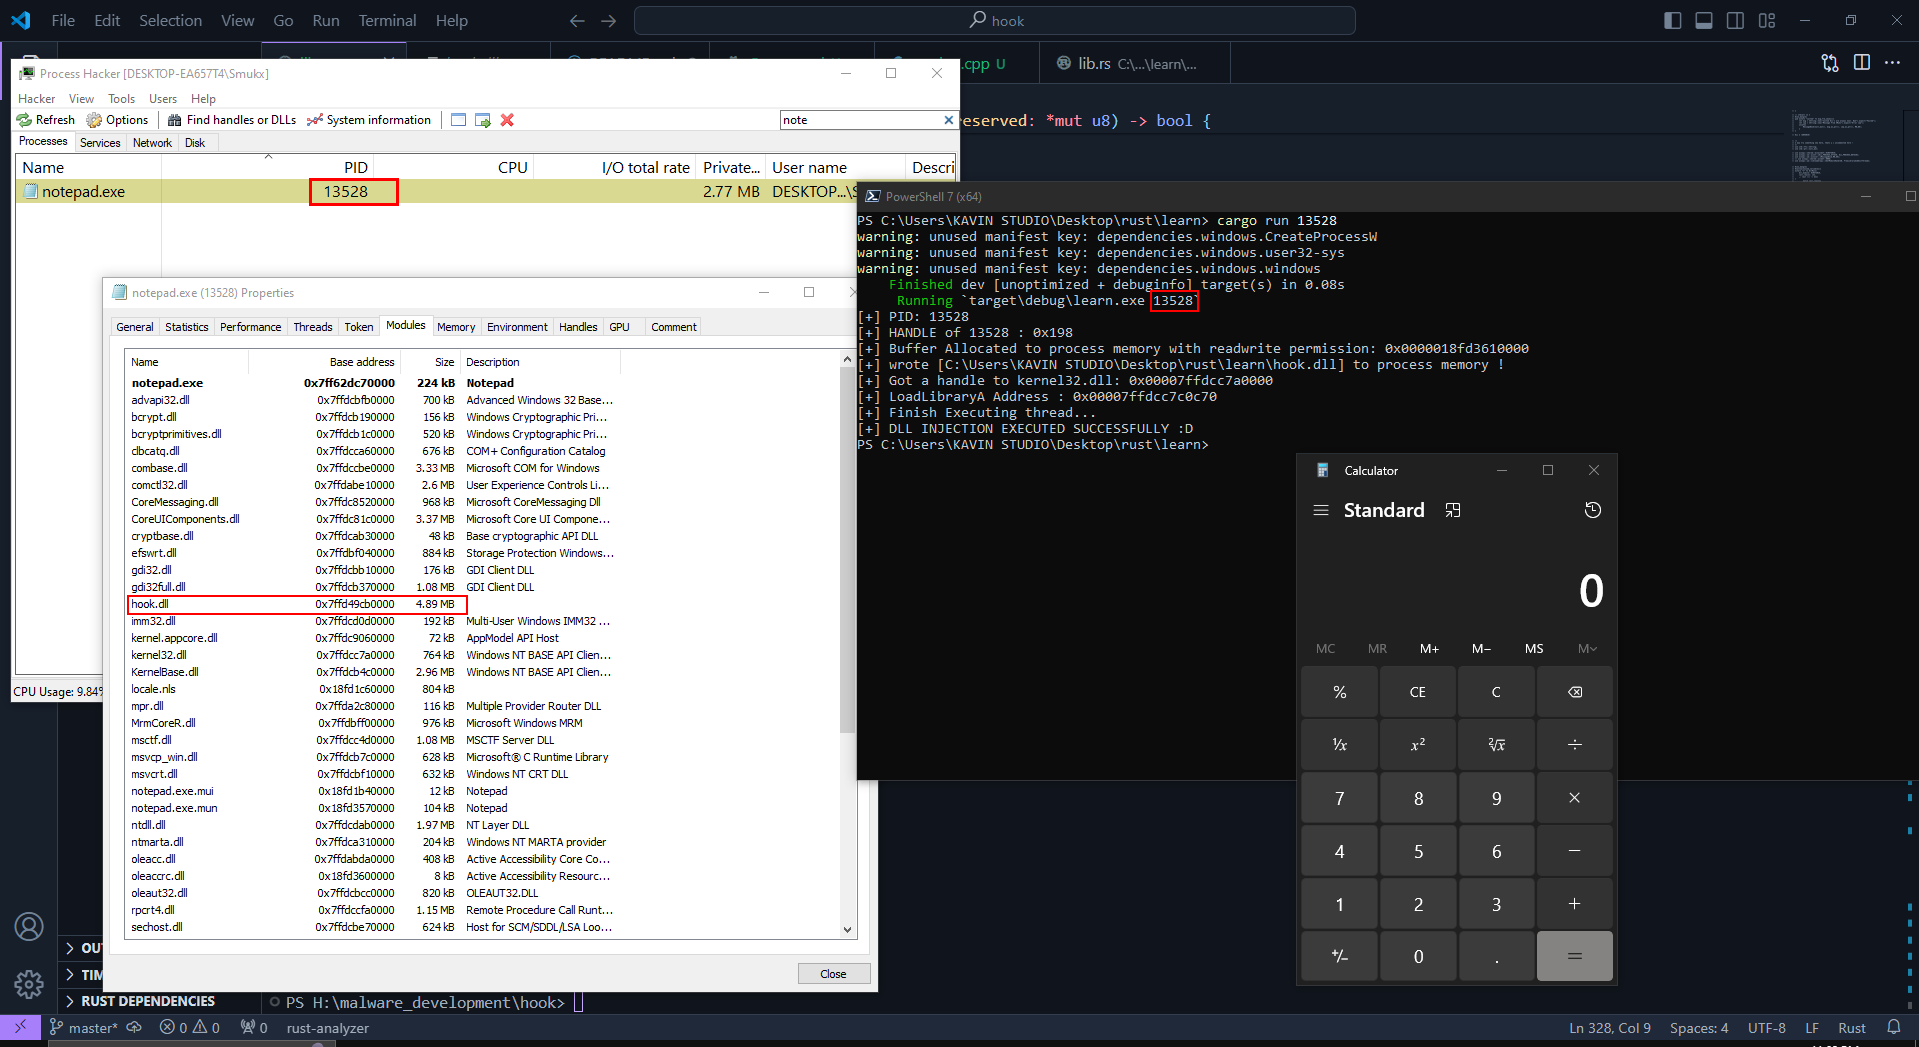 File Edit Selection View Go Run Terminal Help
hook
.cpp U
lib.rs C:\...\learn\...
eserved: *mut u8) -> bool {
Process Hacker [DESKTOP-EA657T4\Smukx]
Hacker View Tools Users Help
Refresh Options Find handles or DLLs System information note
Processes Services Network Disk
Name PID CPU I/O total rate Private... User name Descri
notepad.exe 13528 2.77 MB DESKTOP...\S
CPU Usage: 9.84%
notepad.exe (13528) Properties
General Statistics Performance Threads Token Modules Memory Environment Handles GPU Comment
Name Base address Size Description
notepad.exe 0x7ff62dc70000 224 kB Notepad
advapi32.dll 0x7ffdcbfb0000 700 kB Advanced Windows 32 Base...
bcrypt.dll 0x7ffdcb190000 156 kB Windows Cryptographic Pri...
bcryptprimitives.dll 0x7ffdcb1c0000 520 kB Windows Cryptographic Pri...
clbcatq.dll 0x7ffdcca60000 676 kB COM+ Configuration Catalog
combase.dll 0x7ffdccbe0000 3.33 MB Microsoft COM for Windows
comctl32.dll 0x7ffdabe10000 2.6 MB User Experience Controls Li...
CoreMessaging.dll 0x7ffdc8520000 968 kB Microsoft CoreMessaging Dll
CoreUIComponents.dll 0x7ffdc81c0000 3.37 MB Microsoft Core UI Compone...
cryptbase.dll 0x7ffdcab30000 48 kB Base cryptographic API DLL
efswrt.dll 0x7ffdbf040000 884 kB Storage Protection Windows...
gdi32.dll 0x7ffdcbb10000 176 kB GDI Client DLL
gdi32full.dll 0x7ffdcb370000 1.08 MB GDI Client DLL
hook.dll 0x7ffd49cb0000 4.89 MB
imm32.dll 0x7ffdcd0d0000 192 kB Multi-User Windows IMM32 ...
kernel.appcore.dll 0x7ffdc9060000 72 kB AppModel API Host
kernel32.dll 0x7ffdcc7a0000 764 kB Windows NT BASE API Clien...
KernelBase.dll 0x7ffdcb4c0000 2.96 MB Windows NT BASE API Clien...
locale.nls 0x18fd1c60000 804 kB
mpr.dll 0x7ffda2c80000 116 kB Multiple Provider Router DLL
MrmCoreR.dll 0x7ffdbff00000 976 kB Microsoft Windows MRM
msctf.dll 0x7ffdcc4d0000 1.08 MB MSCTF Server DLL
msvcp_win.dll 0x7ffdcb7c0000 628 kB Microsoft® C Runtime Library
msvcrt.dll 0x7ffdcbf10000 632 kB Windows NT CRT DLL
notepad.exe.mui 0x18fd1b40000 12 kB Notepad
notepad.exe.mun 0x18fd3570000 104 kB Notepad
ntdll.dll 0x7ffdcdab0000 1.97 MB NT Layer DLL
ntmarta.dll 0x7ffdca310000 204 kB Windows NT MARTA provider
oleacc.dll 0x7ffdabda0000 408 kB Active Accessibility Core Co...
oleaccrc.dll 0x18fd3600000 8 kB Active Accessibility Resourc...
oleaut32.dll 0x7ffdcbcc0000 820 kB OLEAUT32.DLL
rpcrt4.dll 0x7ffdccfa0000 1.15 MB Remote Procedure Call Runt...
sechost.dll 0x7ffdcbe70000 624 kB Host for SCM/SDDL/LSA Loo...
Close
PowerShell 7 (x64)
PS C:\Users\KAVIN STUDIO\Desktop\rust\learn> cargo run 13528
warning: unused manifest key: dependencies.windows.CreateProcessW
warning: unused manifest key: dependencies.windows.user32-sys
warning: unused manifest key: dependencies.windows.windows
Finished dev [unoptimized + debuginfo] target(s) in 0.08s
Running `target\debug\learn.exe 13528`
[+] PID: 13528
[+] HANDLE of 13528 : 0x198
[+] Buffer Allocated to process memory with readwrite permission: 0x0000018fd3610000
[+] wrote [C:\Users\KAVIN STUDIO\Desktop\rust\learn\hook.dll] to process memory !
[+] Got a handle to kernel32.dll: 0x00007ffdcc7a0000
[+] LoadLibraryA Address : 0x00007ffdcc7c0c70
[+] Finish Executing thread...
[+] DLL INJECTION EXECUTED SUCCESSFULLY :D
PS C:\Users\KAVIN STUDIO\Desktop\rust\learn>
Calculator
Standard
0
MC MR M+ M− MS M˅
% CE C
¹/x x² ²√x ÷
7 8 9 ×
4 5 6 −
1 2 3 +
+/− 0 . =
OU
TIM
RUST DEPENDENCIES
PS H:\malware_development\hook>
master* 0 0 0 rust-analyzer
Ln 328, Col 9 Spaces: 4 UTF-8 LF Rust